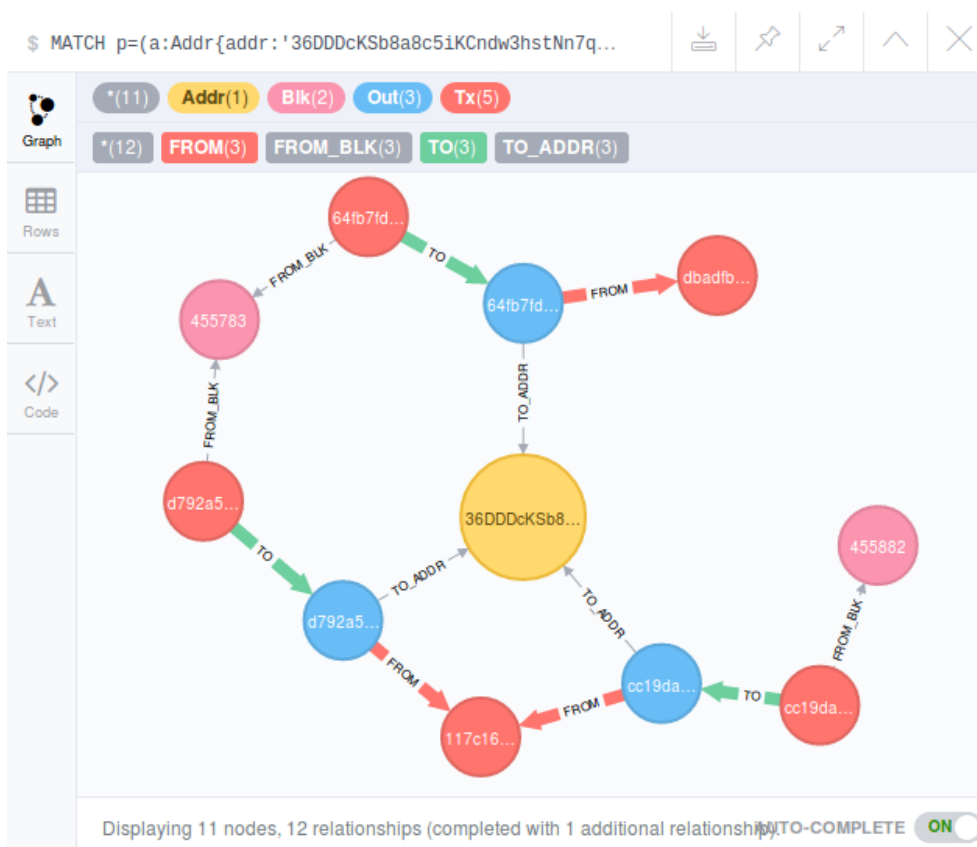 $ MATCH p=(a:Addr{addr:'36DDDcKSb8a8c5iKCndw3hstNn7q…
Graph
Rows
A
Text
</>
Code
*(11) Addr(1) Blk(2) Out(3) Tx(5)
*(12) FROM(3) FROM_BLK(3) TO(3) TO_ADDR(3)
64fb7fd…
FROM_BLK
TO
dbadfb…
64fb7fd…
FROM
455783
TO_ADDR
FROM_BLK
d792a5…
36DDDcKSb8…
455882
TO
TO_ADDR
TO_ADDR
FROM_BLK
d792a5…
FROM
cc19da…
TO
cc19da…
FROM
117c16…
Displaying 11 nodes, 12 relationships (completed with 1 additional relationship).
AUTO-COMPLETE ON